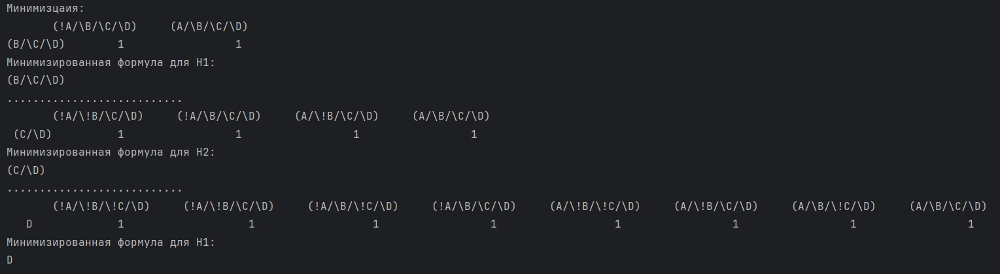 Минимизцаия:
(!A/\B/\C/\D) (A/\B/\C/\D)
(B/\C/\D) 1 1
Минимизированная формула для H1:
(B/\C/\D)
...........................
(!A/\!B/\C/\D) (!A/\B/\C/\D) (A/\!B/\C/\D) (A/\B/\C/\D)
(C/\D) 1 1 1 1
Минимизированная формула для H2:
(C/\D)
...........................
(!A/\!B/\!C/\D) (!A/\!B/\C/\D) (!A/\B/\!C/\D) (!A/\B/\C/\D) (A/\!B/\!C/\D) (A/\!B/\C/\D) (A/\B/\!C/\D) (A/\B/\C/\D)
D 1 1 1 1 1 1 1 1
Минимизированная формула для H1:
D